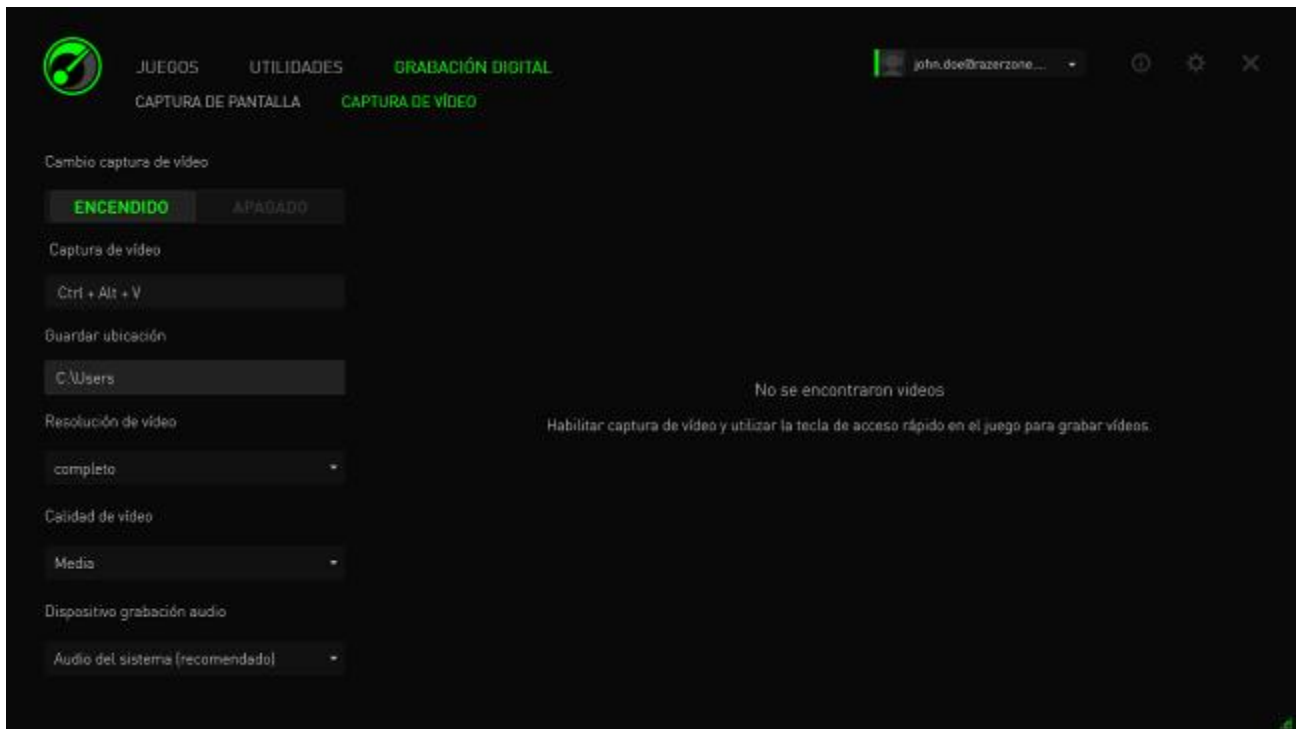 JUEGOS UTILIDADES GRABACIÓN DIGITAL
john.doe@razerzone....
CAPTURA DE PANTALLA CAPTURA DE VÍDEO
Cambio captura de vídeo
ENCENDIDO APAGADO
Captura de vídeo
Ctrl + Alt + V
Guardar ubicación
C:\Users
Resolución de vídeo
completo
Calidad de vídeo
Media
Dispositivo grabación audio
Audio del sistema (recomendado)
No se encontraron videos
Habilitar captura de vídeo y utilizar la tecla de acceso rápido en el juego para grabar vídeos.